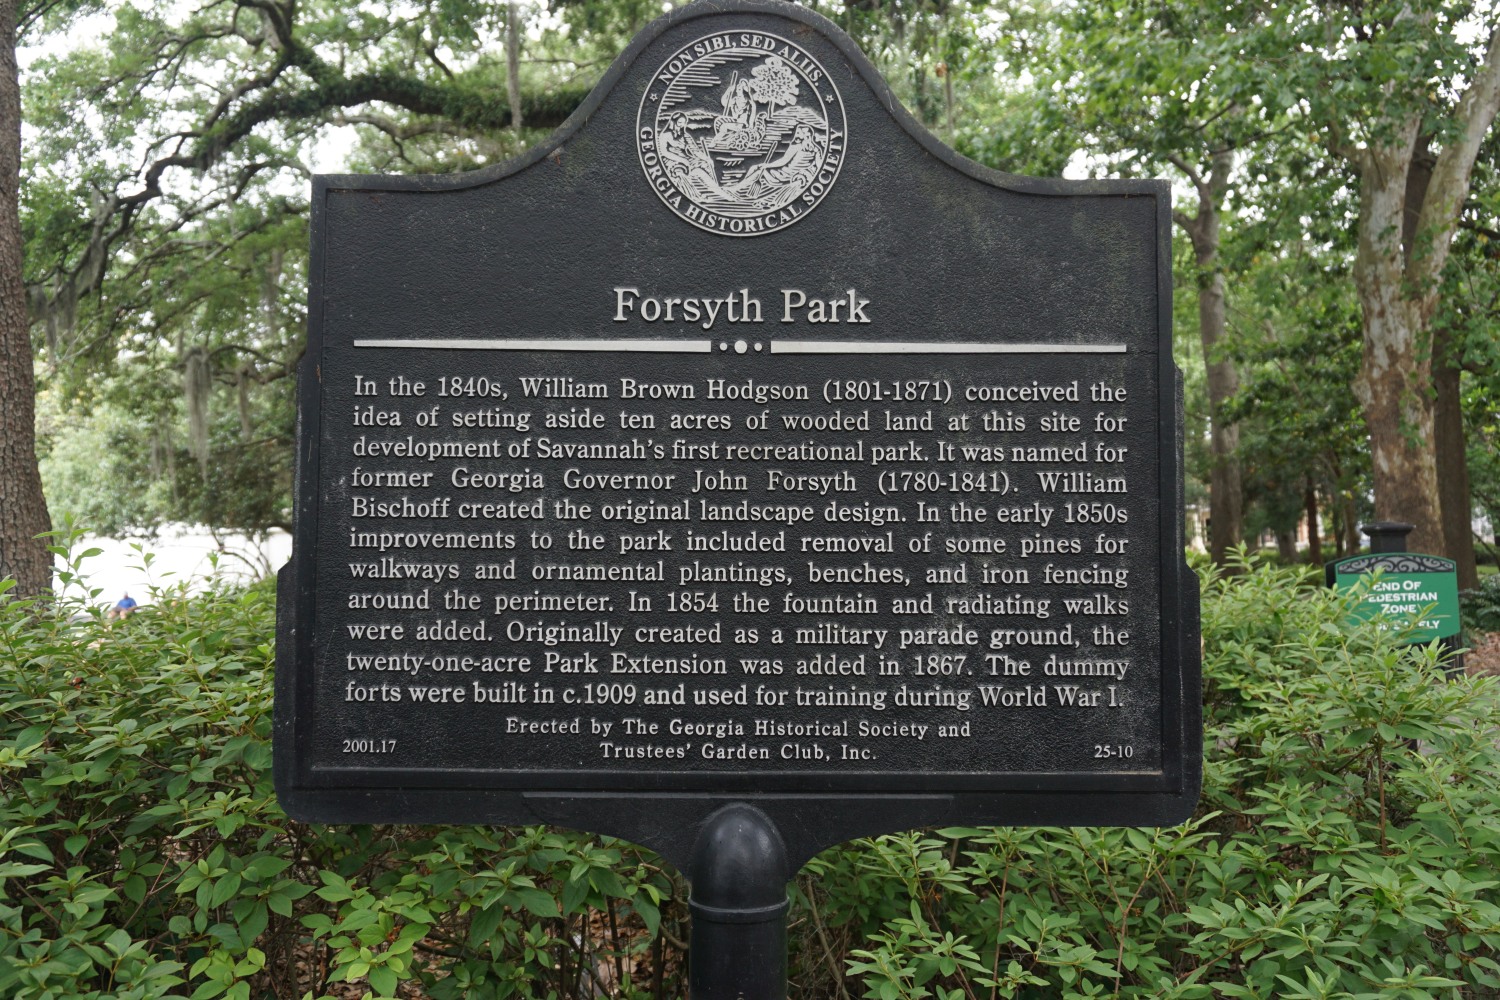 NON SIBI, SED ALIIS.
GEORGIA HISTORICAL SOCIETY
Forsyth Park
In the 1840s, William Brown Hodgson (1801-1871) conceived the
idea of setting aside ten acres of wooded land at this site for
development of Savannah's first recreational park. It was named for
former Georgia Governor John Forsyth (1780-1841). William
Bischoff created the original landscape design. In the early 1850s
improvements to the park included removal of some pines for
walkways and ornamental plantings, benches, and iron fencing
around the perimeter. In 1854 the fountain and radiating walks
were added. Originally created as a military parade ground, the
twenty-one-acre Park Extension was added in 1867. The dummy
forts were built in c.1909 and used for training during World War I.
Erected by The Georgia Historical Society and
Trustees' Garden Club, Inc.
2001.17
25-10
END OF
PEDESTRIAN
ZONE